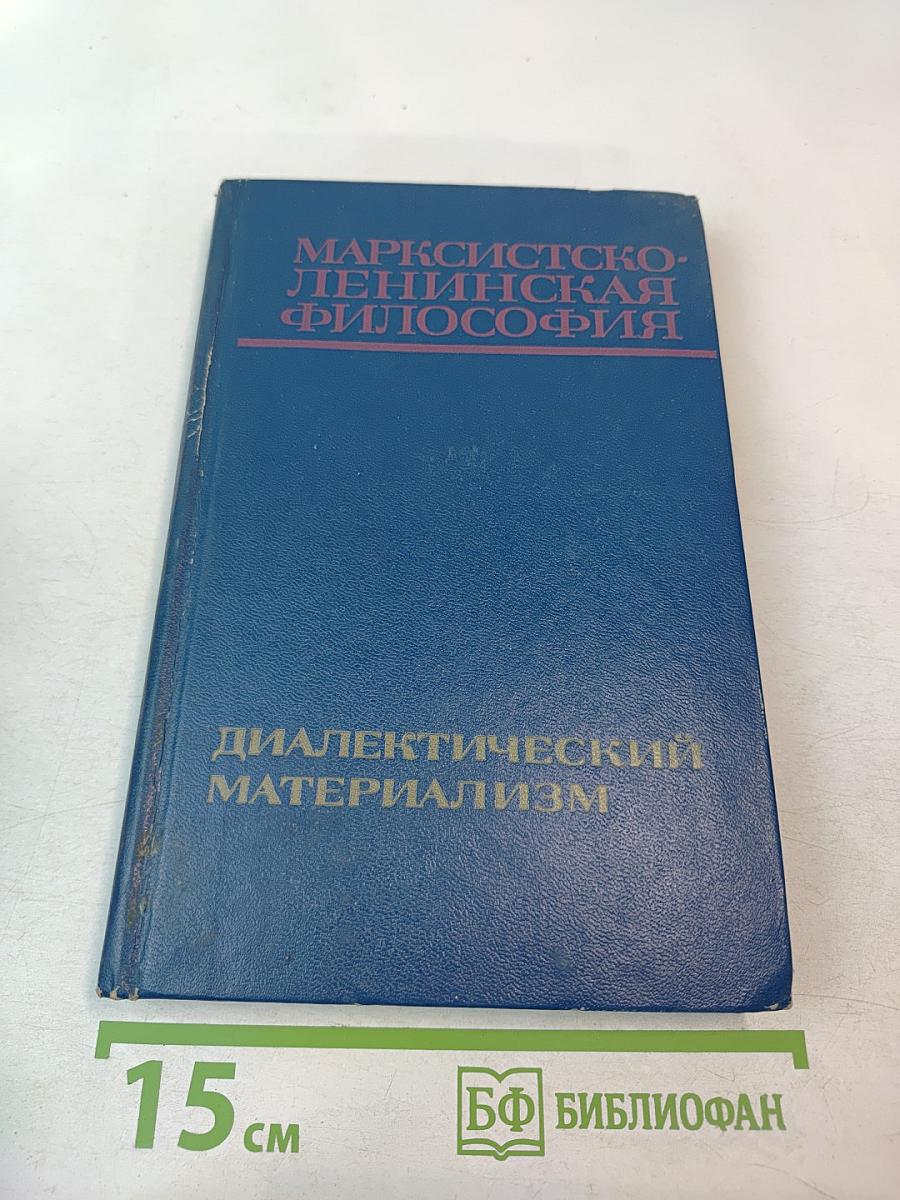 МАРКСИСТСКО-
ЛЕНИНСКАЯ
ФИЛОСОФИЯ
ДИАЛЕКТИЧЕСКИЙ
МАТЕРИАЛИЗМ
15 см
БФ БИБЛИОФАН